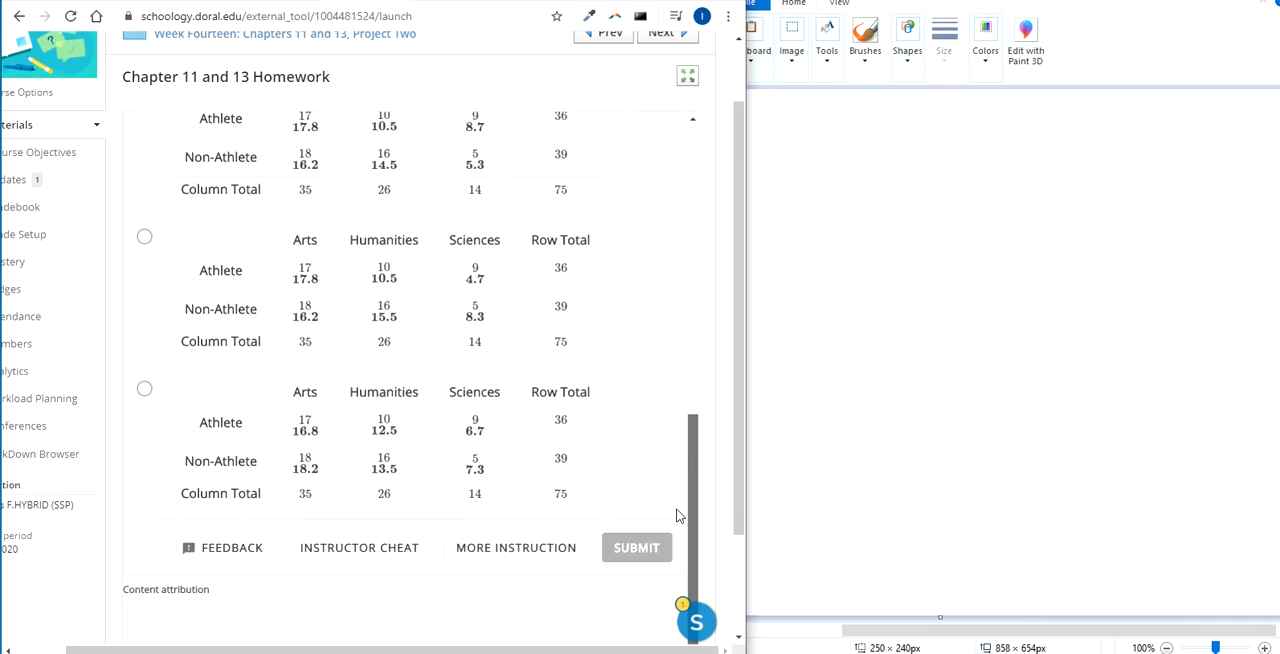 schoology.doral.edu/external_tool/1004481524/launch
I
Home View
Week Fourteen: Chapters 11 and 13, Project Two
Prev Next
board Image Tools Brushes Shapes Size Colors Edit with
Paint 3D
Chapter 11 and 13 Homework
rse Options
terials
urse Objectives
dates 1
debook
de Setup
stery
dges
endance
mbers
alytics
rkload Planning
nferences
kDown Browser
tion
s F.HYBRID (SSP)
period
020
Athlete 17 10 9 36
17.8 10.5 8.7
Non-Athlete 18 16 5 39
16.2 14.5 5.3
Column Total 35 26 14 75
Arts Humanities Sciences Row Total
Athlete 17 10 9 36
17.8 10.5 4.7
Non-Athlete 18 16 5 39
16.2 15.5 8.3
Column Total 35 26 14 75
Arts Humanities Sciences Row Total
Athlete 17 10 9 36
16.8 12.5 6.7
Non-Athlete 18 16 5 39
18.2 13.5 7.3
Column Total 35 26 14 75
FEEDBACK INSTRUCTOR CHEAT MORE INSTRUCTION SUBMIT
Content attribution
1
S
250 × 240px 858 × 654px 100%